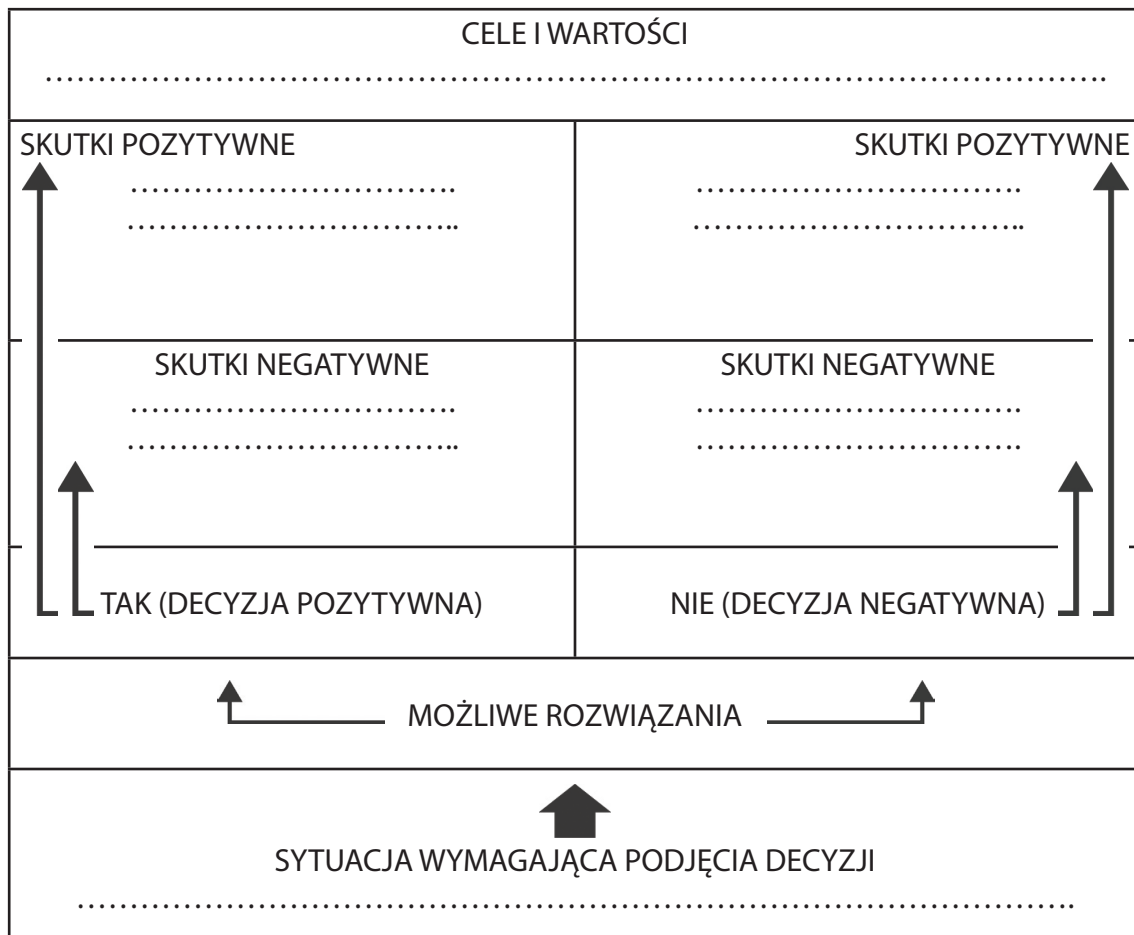 CELE I WARTOŚCI
……………………………………………………………………………………….
SKUTKI POZYTYWNE SKUTKI POZYTYWNE
…………………………. ………………………….
………………………….. …………………………..
SKUTKI NEGATYWNE SKUTKI NEGATYWNE
…………………………. ………………………….
………………………….. ………………………….
TAK (DECYZJA POZYTYWNA) NIE (DECYZJA NEGATYWNA)
MOŻLIWE ROZWIĄZANIA
SYTUACJA WYMAGAJĄCA PODJĘCIA DECYZJI
………………………………………………………………………………….